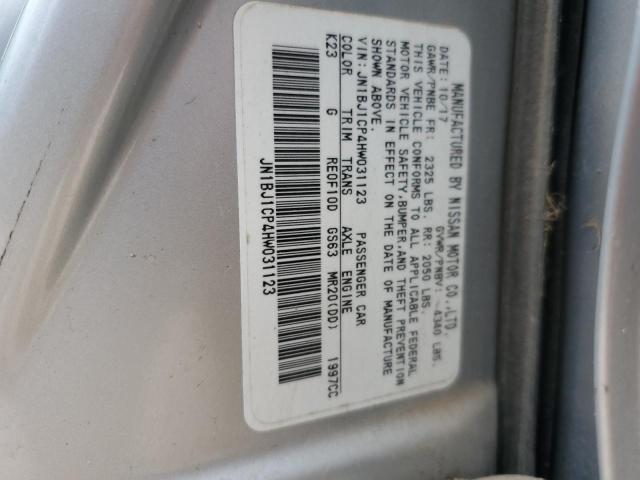 MANUFACTURED BY NISSAN MOTOR CO.,LTD.
DATE: 10/17 GVWR/PNBV: 4340 LBS.
GAWR/PNBE FR: 2325 LBS. RR: 2050 LBS.
THIS VEHICLE CONFORMS TO ALL APPLICABLE FEDERAL
MOTOR VEHICLE SAFETY,BUMPER,AND THEFT PREVENTION
STANDARDS IN EFFECT ON THE DATE OF MANUFACTURE
SHOWN ABOVE.
VIN:JN1BJ1CP4HW031123 PASSENGER CAR
COLOR TRIM TRANS AXLE ENGINE
K23 G RE0F10D GS63 MR20(DD) 1997CC
JN1BJ1CP4HW031123